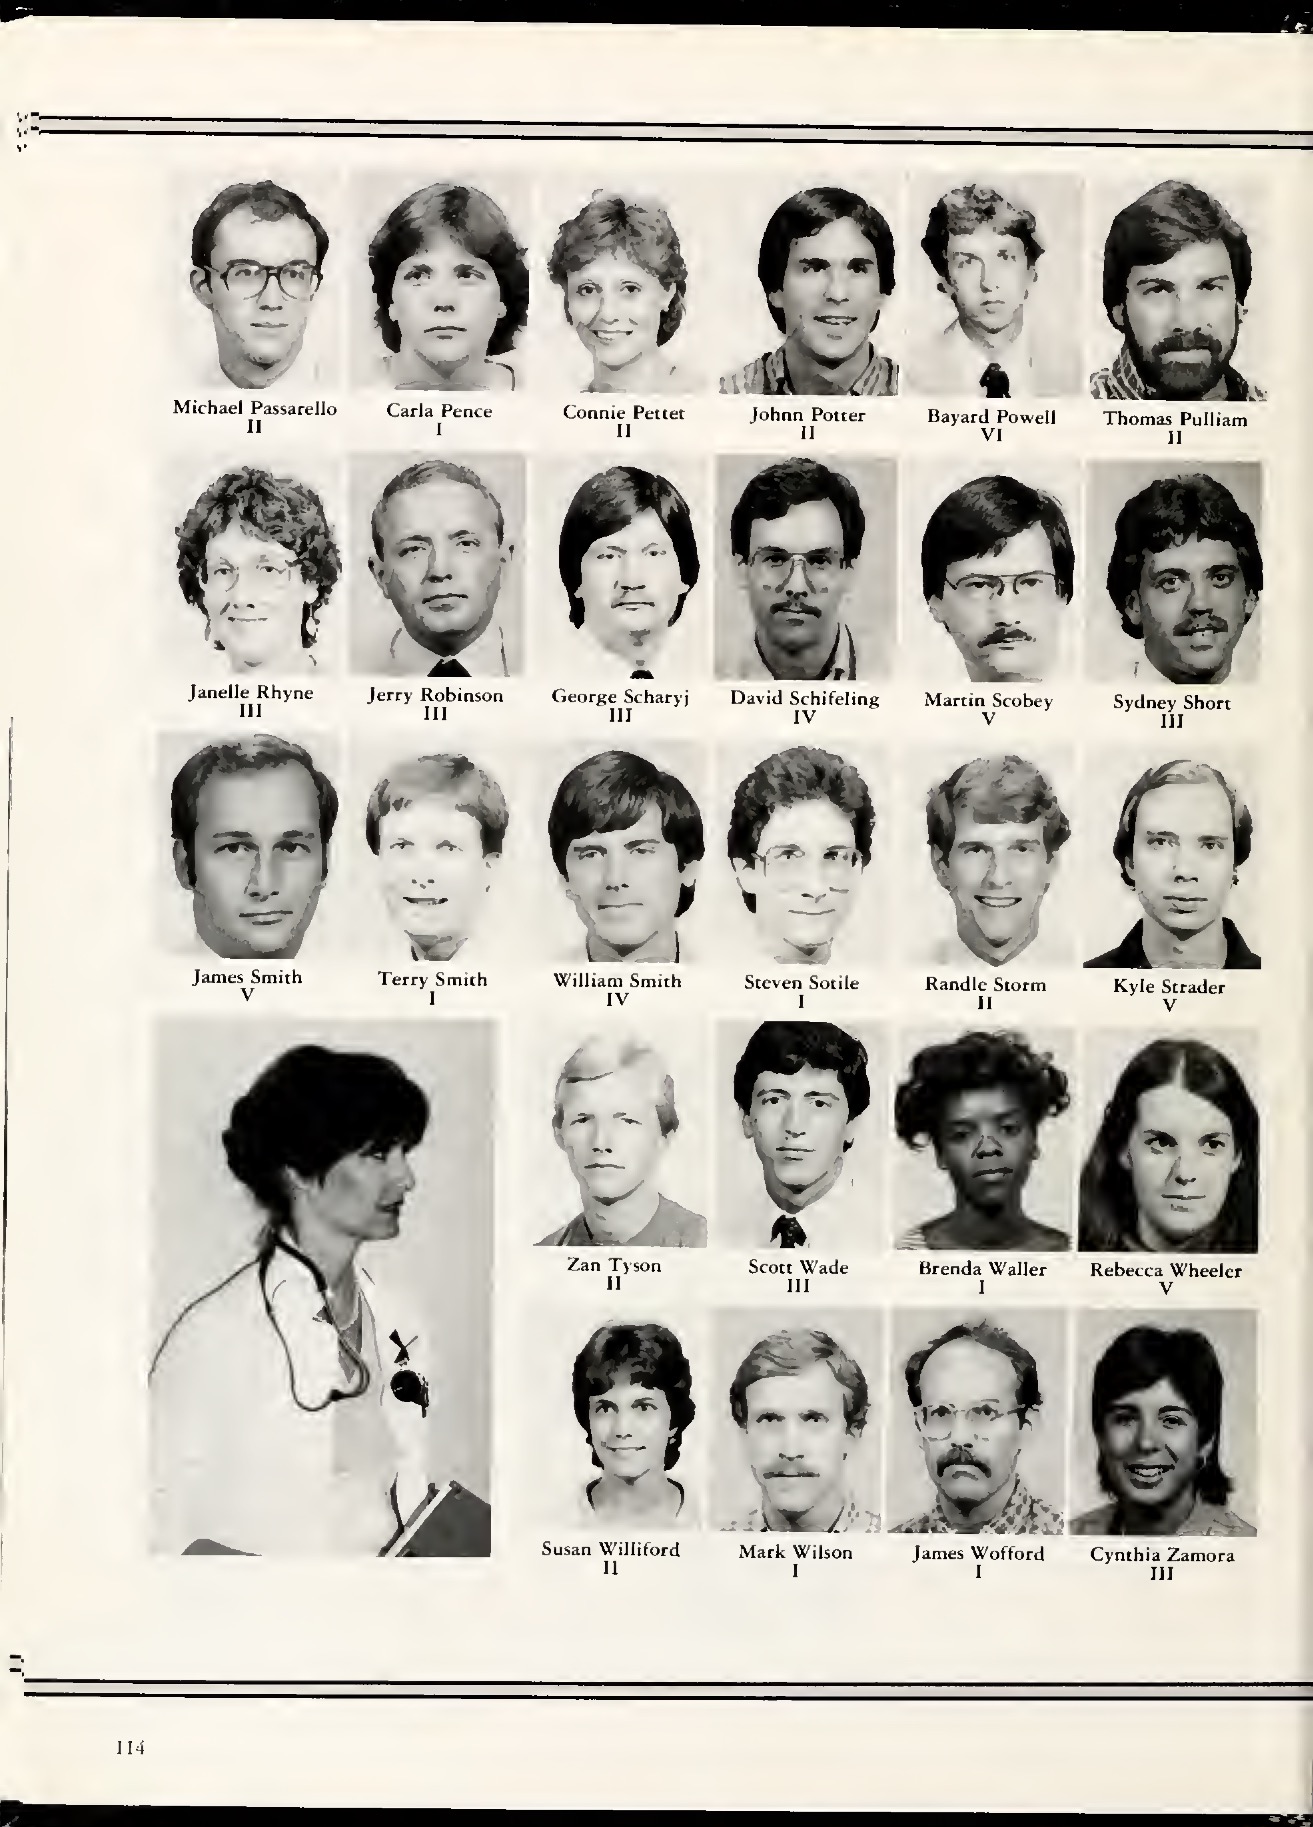 Michael Passarello
II
Carla Pence
I
Connie Pettet
II
Johnn Potter
II
Bayard Powell
VI
Thomas Pulliam
II
Janelle Rhyne
III
Jerry Robinson
III
George Scharyj
III
David Schifeling
IV
Martin Scobey
V
Sydney Short
III
James Smith
V
Terry Smith
I
William Smith
IV
Steven Sotile
I
Randle Storm
II
Kyle Strader
V
Zan Tyson
II
Scott Wade
III
Brenda Waller
I
Rebecca Wheeler
V
Susan Williford
II
Mark Wilson
I
James Wofford
I
Cynthia Zamora
III
114